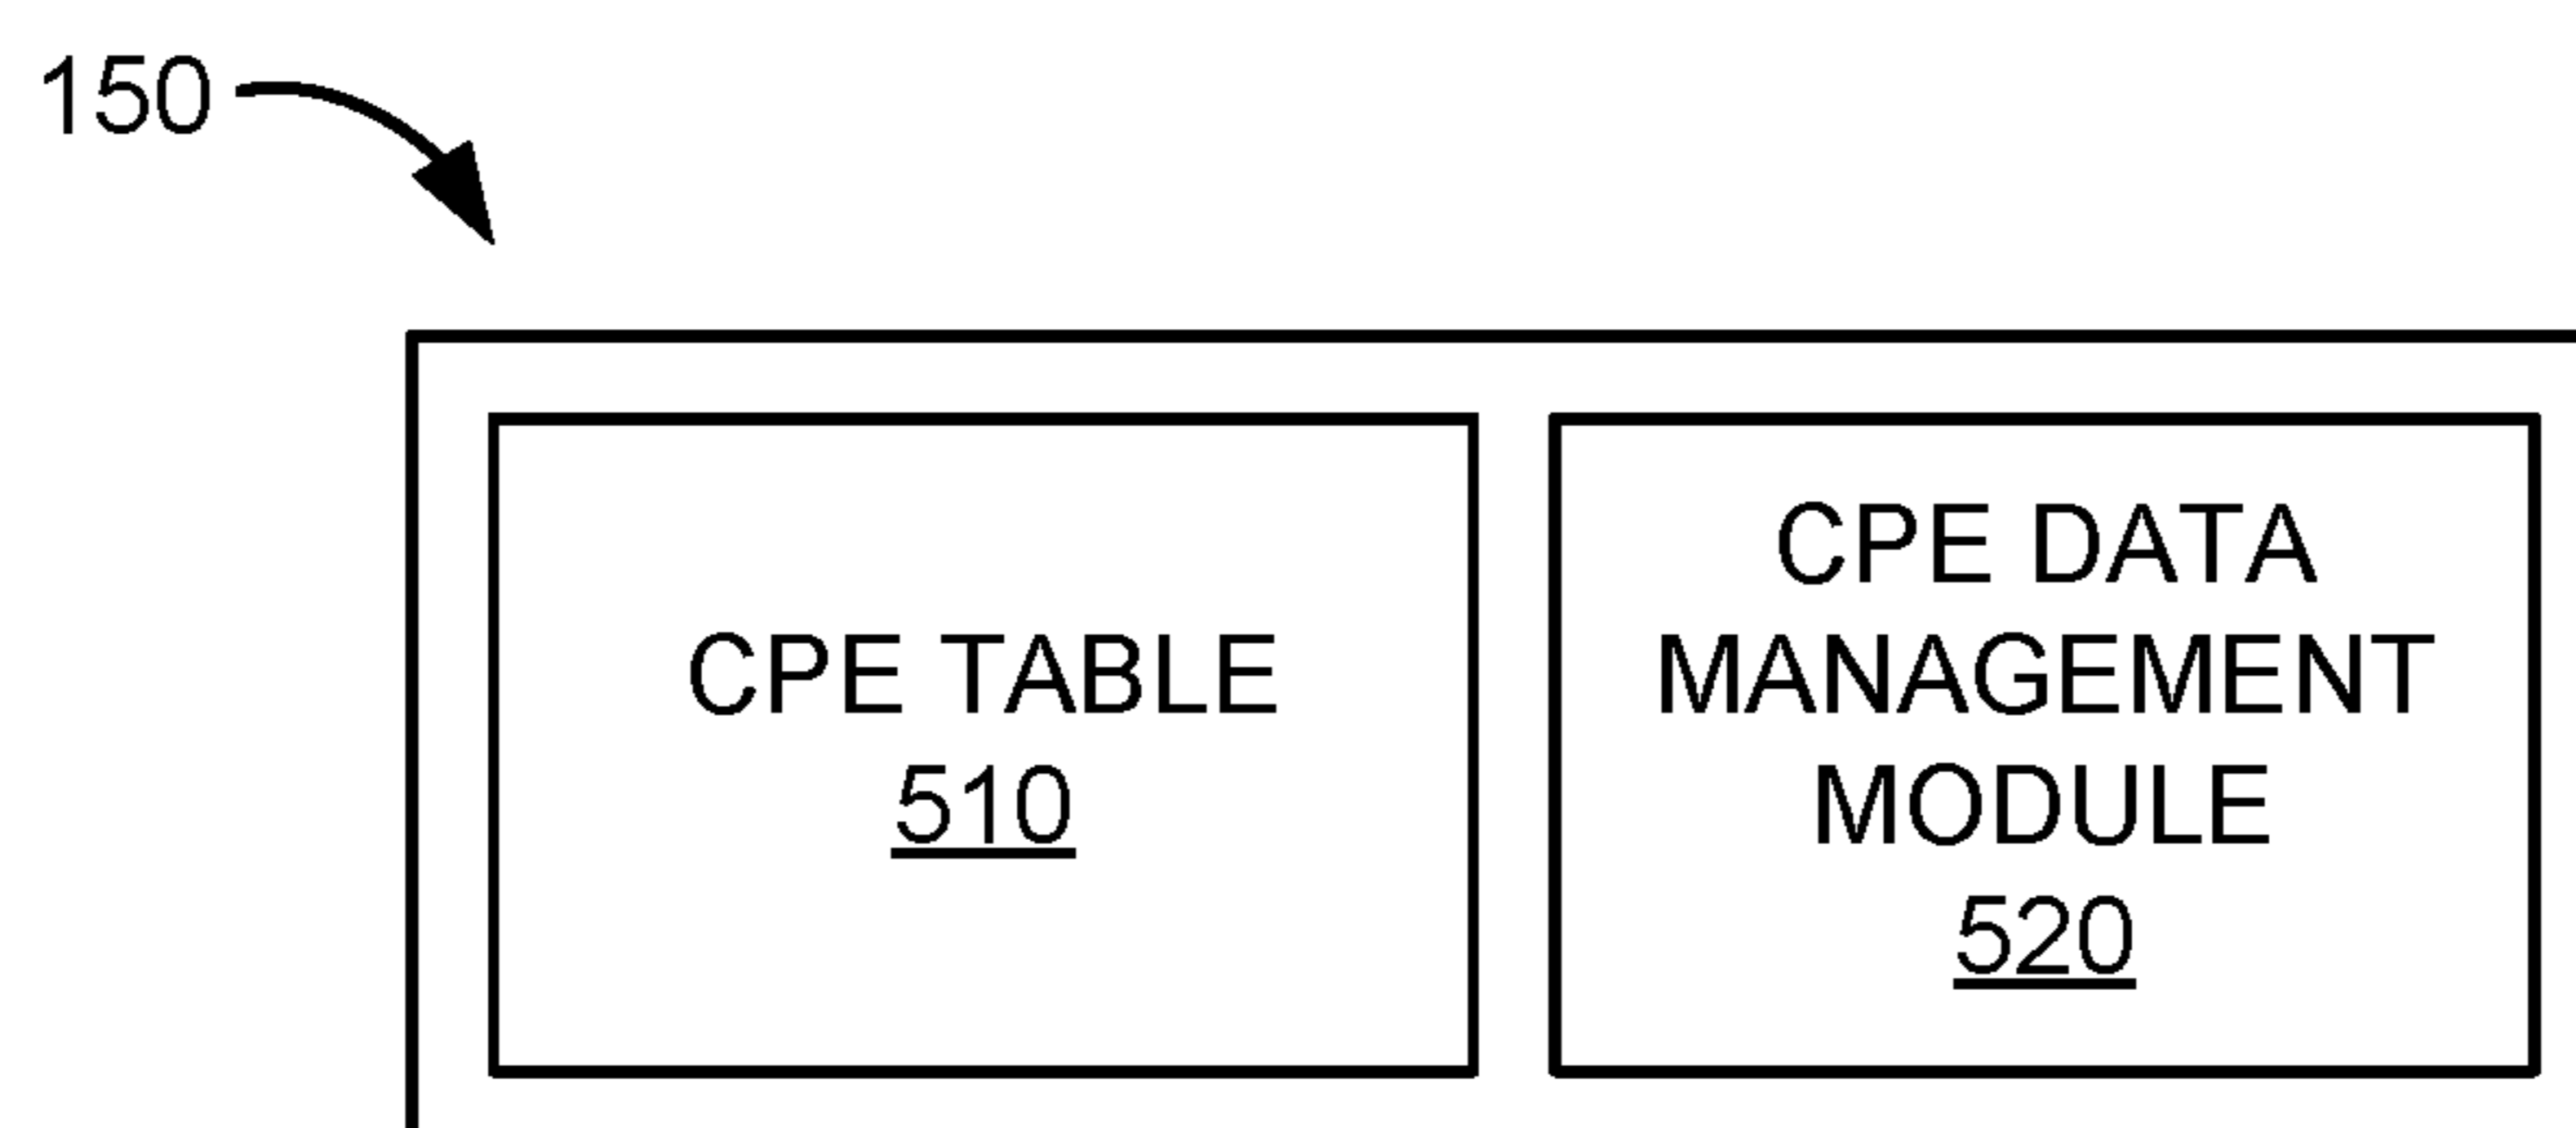 150
CPE TABLE
510
CPE DATA
MANAGEMENT
MODULE
520